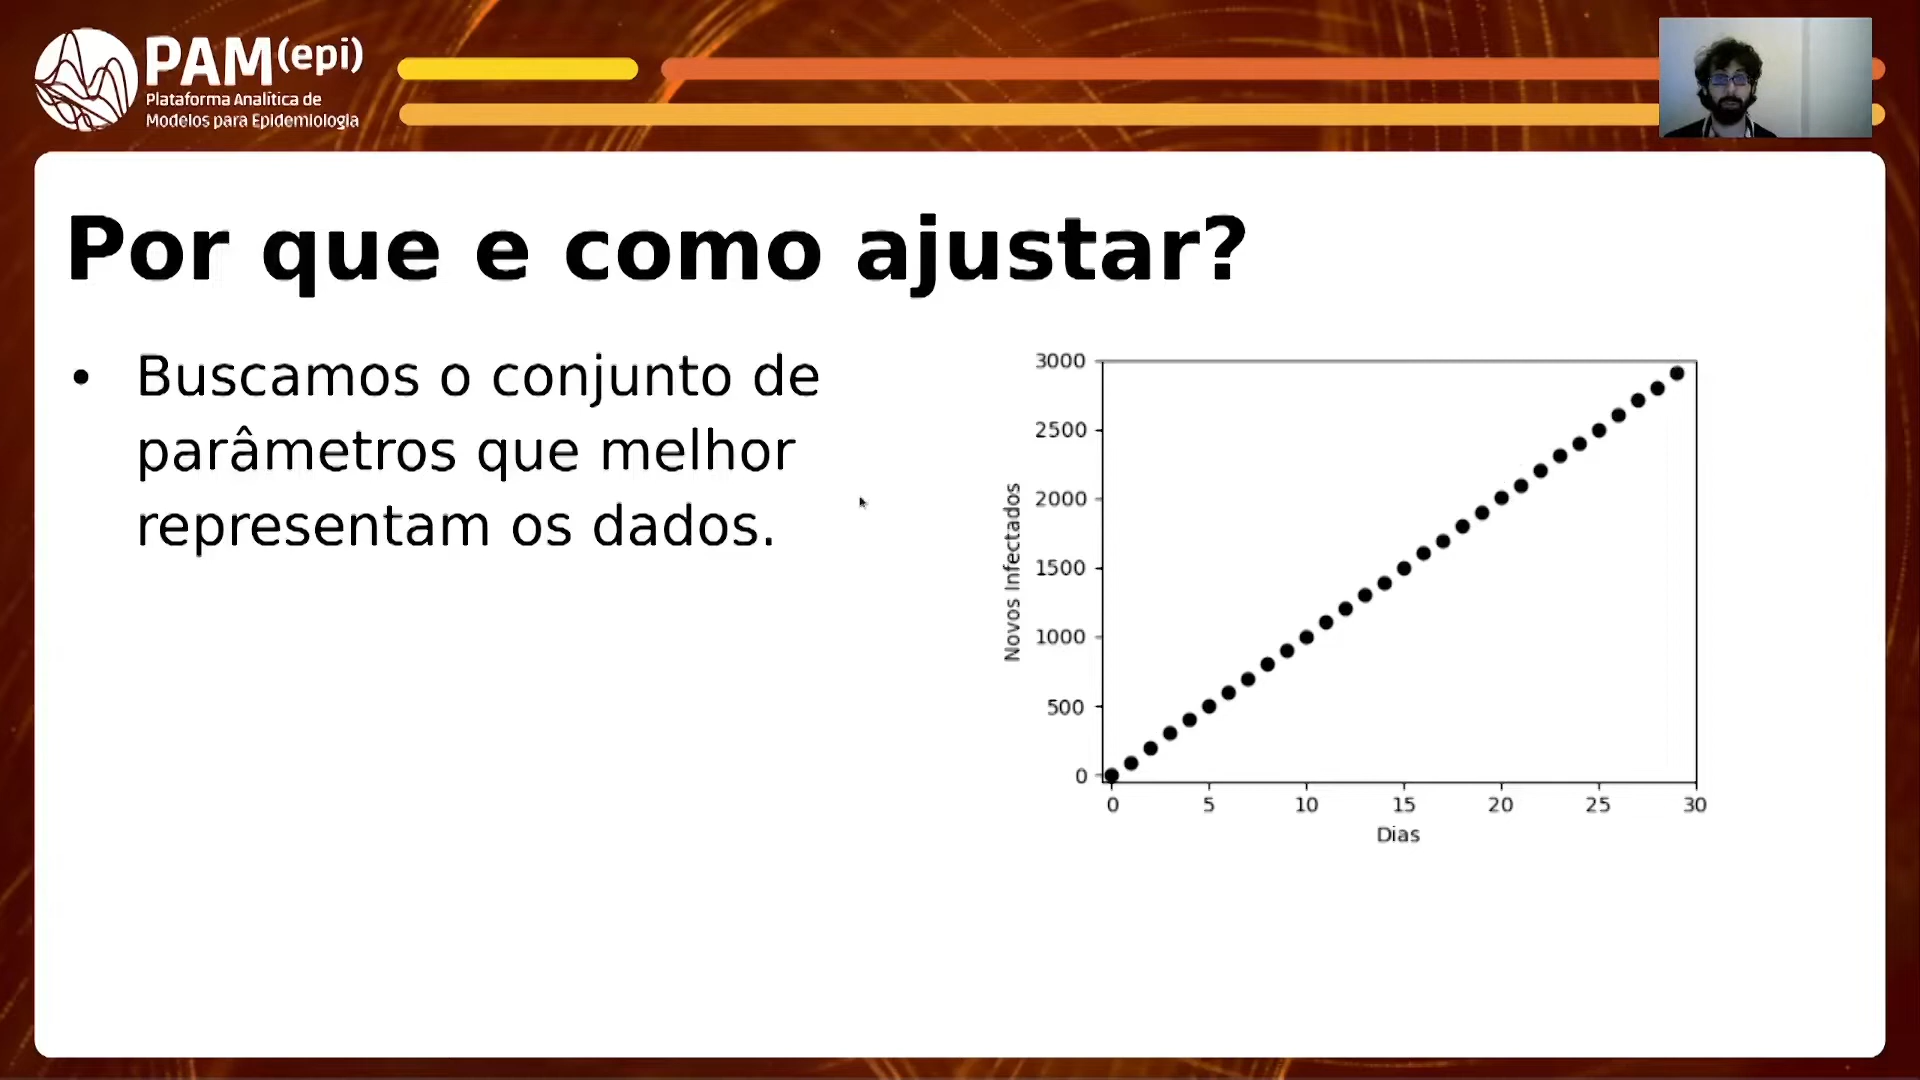 PAM(epi)
Plataforma Analítica de
Modelos para Epidemiologia
Por que e como ajustar?
• Buscamos o conjunto de
parâmetros que melhor
representam os dados.
3000
2500
2000
1500
1000
500
0
Novos Infectados
0 5 10 15 20 25 30
Dias